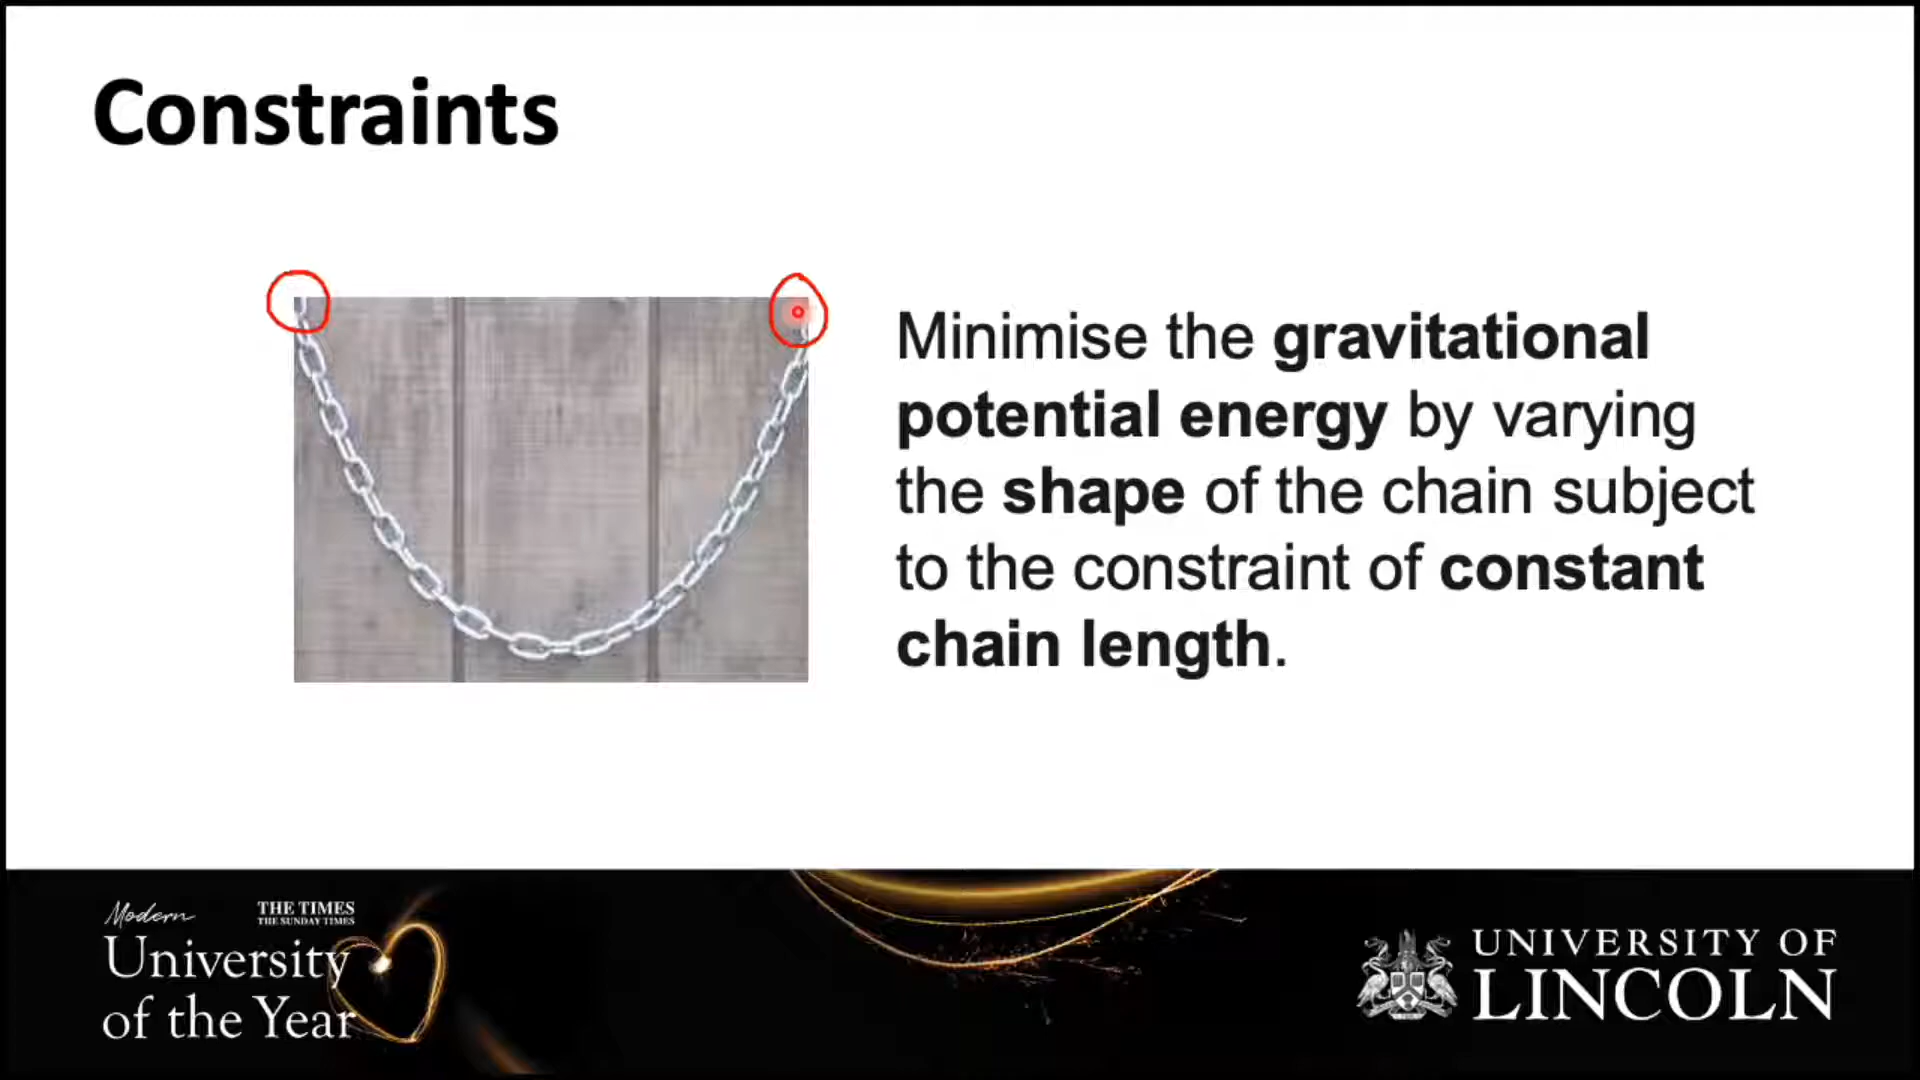 Constraints
Minimise the gravitational
potential energy by varying
the shape of the chain subject
to the constraint of constant
chain length.
Modern
THE TIMES
THE SUNDAY TIMES
University
of the Year
UNIVERSITY OF
LINCOLN